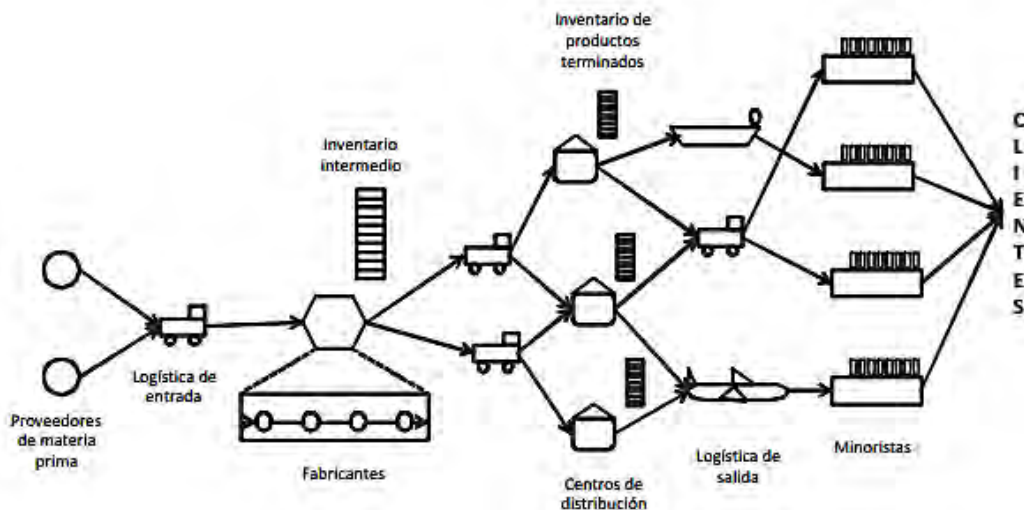 Inventario de
productos
terminados
Inventario
intermedio
Logística de
entrada
Proveedores
de materia
prima
Fabricantes
Centros de
distribución
Logística de
salida
Minoristas
C
L
I
E
N
T
E
S